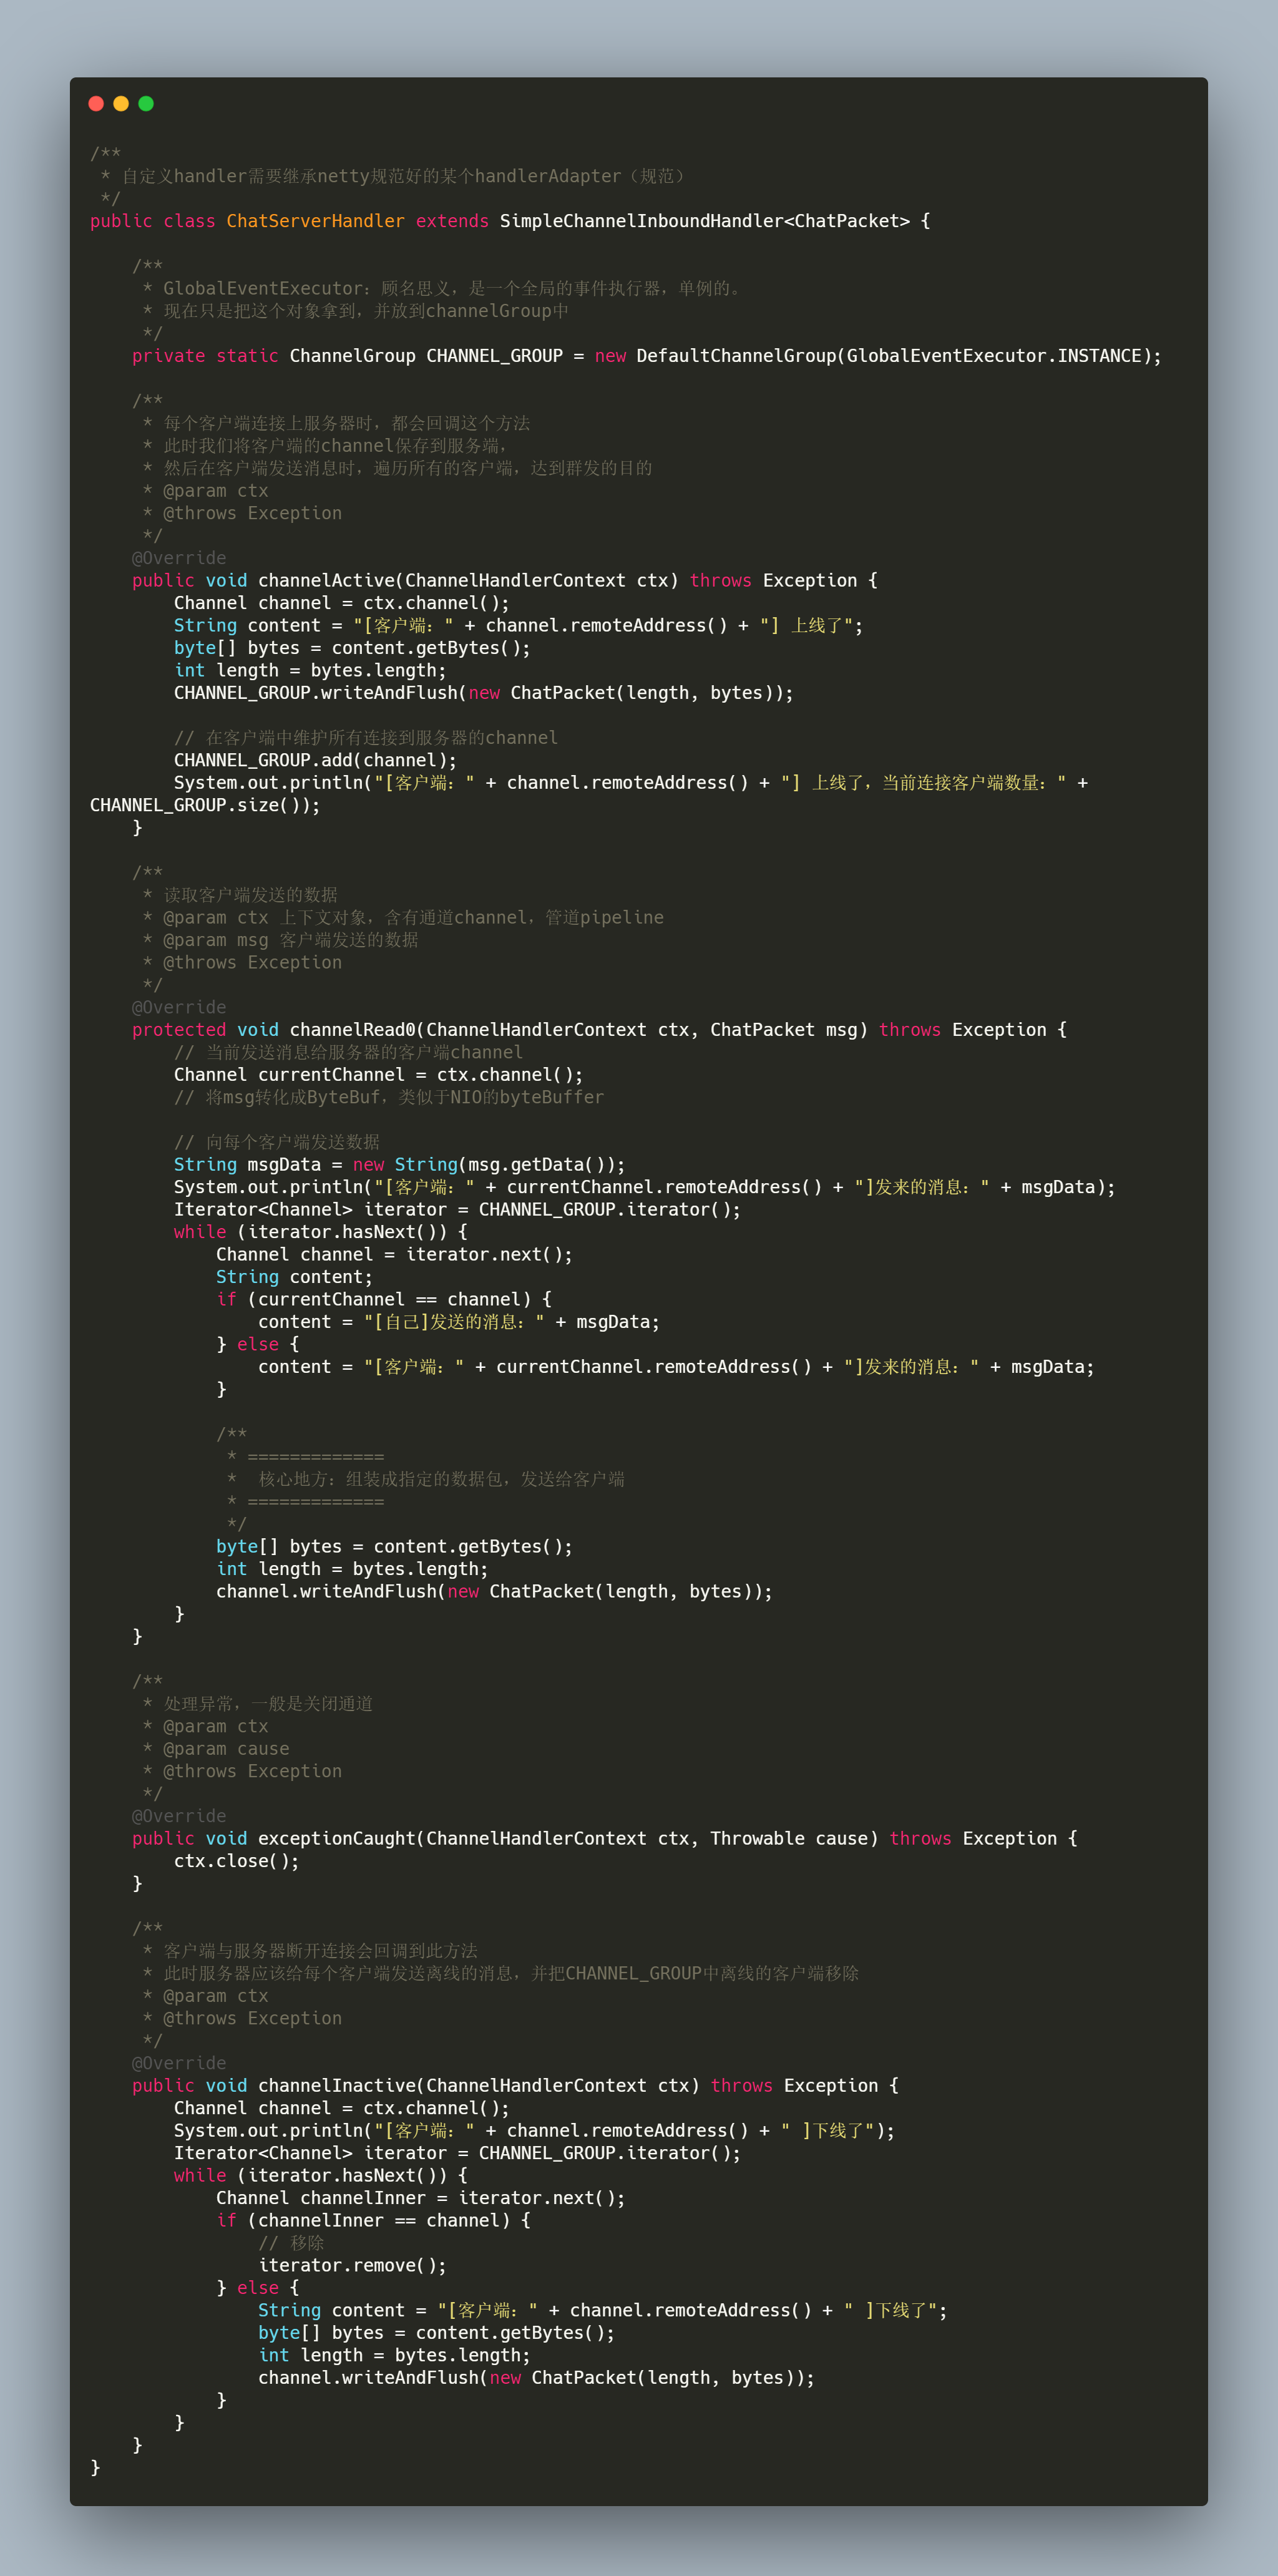 /**
 * 自定义handler需要继承netty规范好的某个handlerAdapter（规范）
 */
public class ChatServerHandler extends SimpleChannelInboundHandler<ChatPacket> {

    /**
     * GlobalEventExecutor：顾名思义，是一个全局的事件执行器，单例的。
     * 现在只是把这个对象拿到，并放到channelGroup中
     */
    private static ChannelGroup CHANNEL_GROUP = new DefaultChannelGroup(GlobalEventExecutor.INSTANCE);

    /**
     * 每个客户端连接上服务器时，都会回调这个方法
     * 此时我们将客户端的channel保存到服务端，
     * 然后在客户端发送消息时，遍历所有的客户端，达到群发的目的
     * @param ctx
     * @throws Exception
     */
    @Override
    public void channelActive(ChannelHandlerContext ctx) throws Exception {
        Channel channel = ctx.channel();
        String content = "[客户端：" + channel.remoteAddress() + "] 上线了";
        byte[] bytes = content.getBytes();
        int length = bytes.length;
        CHANNEL_GROUP.writeAndFlush(new ChatPacket(length, bytes));

        // 在客户端中维护所有连接到服务器的channel
        CHANNEL_GROUP.add(channel);
        System.out.println("[客户端：" + channel.remoteAddress() + "] 上线了，当前连接客户端数量：" +
CHANNEL_GROUP.size());
    }

    /**
     * 读取客户端发送的数据
     * @param ctx 上下文对象，含有通道channel，管道pipeline
     * @param msg 客户端发送的数据
     * @throws Exception
     */
    @Override
    protected void channelRead0(ChannelHandlerContext ctx, ChatPacket msg) throws Exception {
        // 当前发送消息给服务器的客户端channel
        Channel currentChannel = ctx.channel();
        // 将msg转化成ByteBuf，类似于NIO的byteBuffer

        // 向每个客户端发送数据
        String msgData = new String(msg.getData());
        System.out.println("[客户端：" + currentChannel.remoteAddress() + "]发来的消息：" + msgData);
        Iterator<Channel> iterator = CHANNEL_GROUP.iterator();
        while (iterator.hasNext()) {
            Channel channel = iterator.next();
            String content;
            if (currentChannel == channel) {
                content = "[自己]发送的消息：" + msgData;
            } else {
                content = "[客户端：" + currentChannel.remoteAddress() + "]发来的消息：" + msgData;
            }

            /**
             * =============
             *  核心地方：组装成指定的数据包，发送给客户端
             * =============
             */
            byte[] bytes = content.getBytes();
            int length = bytes.length;
            channel.writeAndFlush(new ChatPacket(length, bytes));
        }
    }

    /**
     * 处理异常，一般是关闭通道
     * @param ctx
     * @param cause
     * @throws Exception
     */
    @Override
    public void exceptionCaught(ChannelHandlerContext ctx, Throwable cause) throws Exception {
        ctx.close();
    }

    /**
     * 客户端与服务器断开连接会回调到此方法
     * 此时服务器应该给每个客户端发送离线的消息，并把CHANNEL_GROUP中离线的客户端移除
     * @param ctx
     * @throws Exception
     */
    @Override
    public void channelInactive(ChannelHandlerContext ctx) throws Exception {
        Channel channel = ctx.channel();
        System.out.println("[客户端：" + channel.remoteAddress() + " ]下线了");
        Iterator<Channel> iterator = CHANNEL_GROUP.iterator();
        while (iterator.hasNext()) {
            Channel channelInner = iterator.next();
            if (channelInner == channel) {
                // 移除
                iterator.remove();
            } else {
                String content = "[客户端：" + channel.remoteAddress() + " ]下线了";
                byte[] bytes = content.getBytes();
                int length = bytes.length;
                channel.writeAndFlush(new ChatPacket(length, bytes));
            }
        }
    }
}